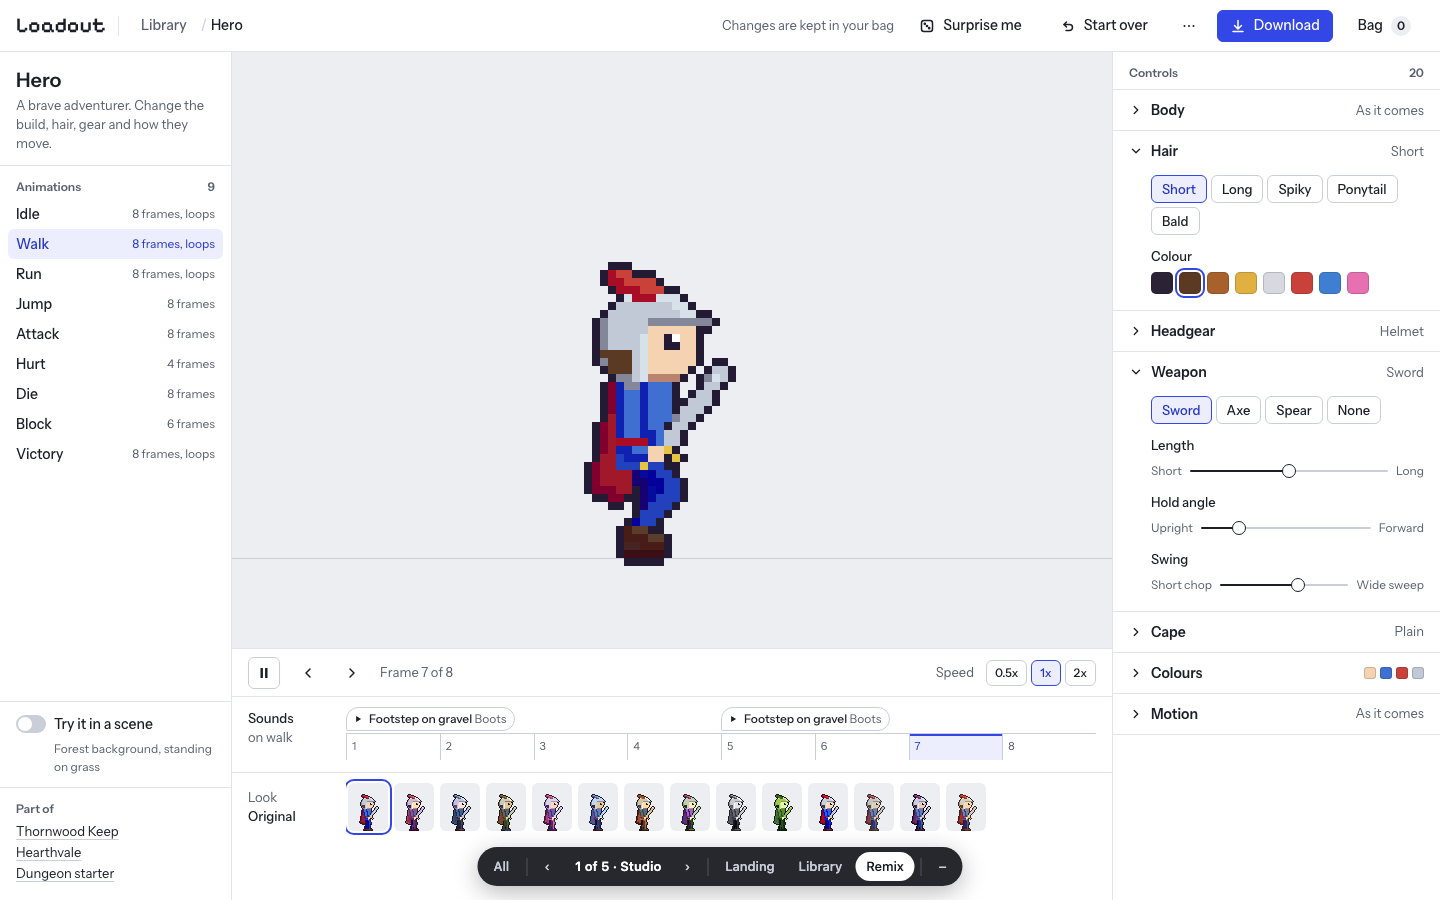 Loadout
Library / Hero
Changes are kept in your bag
Surprise me
Start over
...
Download
Bag 0
Hero
A brave adventurer. Change the
build, hair, gear and how they
move.
Animations 9
Idle 8 frames, loops
Walk 8 frames, loops
Run 8 frames, loops
Jump 8 frames
Attack 8 frames
Hurt 4 frames
Die 8 frames
Block 6 frames
Victory 8 frames, loops
Try it in a scene
Forest background, standing
on grass
Part of
Thornwood Keep
Hearthvale
Dungeon starter
Frame 7 of 8
Speed 0.5x 1x 2x
Sounds
on walk
Footstep on gravel Boots
Footstep on gravel Boots
1 2 3 4 5 6 7 8
Look
Original
All ‹ 1 of 5 · Studio › Landing Library Remix –
Controls 20
Body As it comes
Hair Short
Short Long Spiky Ponytail
Bald
Colour
Headgear Helmet
Weapon Sword
Sword Axe Spear None
Length
Short Long
Hold angle
Upright Forward
Swing
Short chop Wide sweep
Cape Plain
Colours
Motion As it comes